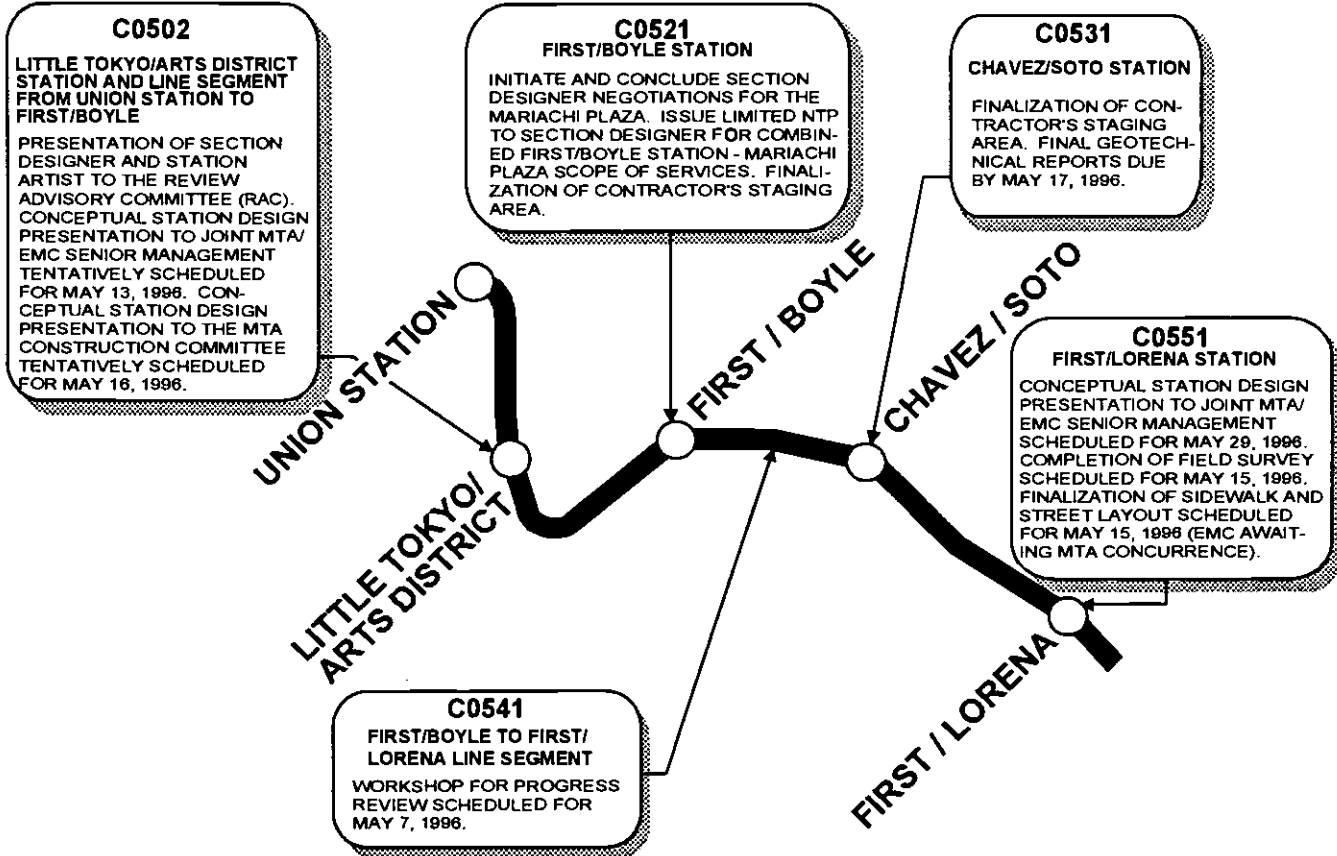 C0502
LITTLE TOKYO/ARTS DISTRICT
STATION AND LINE SEGMENT
FROM UNION STATION TO
FIRST/BOYLE
PRESENTATION OF SECTION
DESIGNER AND STATION
ARTIST TO THE REVIEW
ADVISORY COMMITTEE (RAC).
CONCEPTUAL STATION DESIGN
PRESENTATION TO JOINT MTA/
EMC SENIOR MANAGEMENT
TENTATIVELY SCHEDULED
FOR MAY 13, 1996. CON-
CEPTUAL STATION DESIGN
PRESENTATION TO THE MTA
CONSTRUCTION COMMITTEE
TENTATIVELY SCHEDULED
FOR MAY 16, 1996.
C0521
FIRST/BOYLE STATION
INITIATE AND CONCLUDE SECTION
DESIGNER NEGOTIATIONS FOR THE
MARIACHI PLAZA. ISSUE LIMITED NTP
TO SECTION DESIGNER FOR COMBIN-
ED FIRST/BOYLE STATION - MARIACHI
PLAZA SCOPE OF SERVICES. FINALI-
ZATION OF CONTRACTOR'S STAGING
AREA.
C0531
CHAVEZ/SOTO STATION
FINALIZATION OF CON-
TRACTOR'S STAGING
AREA. FINAL GEOTECH-
NICAL REPORTS DUE
BY MAY 17, 1996.
UNION STATION
LITTLE TOKYO/
ARTS DISTRICT
FIRST / BOYLE
CHAVEZ / SOTO
FIRST / LORENA
C0551
FIRST/LORENA STATION
CONCEPTUAL STATION DESIGN
PRESENTATION TO JOINT MTA/
EMC SENIOR MANAGEMENT
SCHEDULED FOR MAY 29, 1996.
COMPLETION OF FIELD SURVEY
SCHEDULED FOR MAY 15, 1996.
FINALIZATION OF SIDEWALK AND
STREET LAYOUT SCHEDULED
FOR MAY 15, 1996 (EMC AWAIT-
ING MTA CONCURRENCE).
C0541
FIRST/BOYLE TO FIRST/
LORENA LINE SEGMENT
WORKSHOP FOR PROGRESS
REVIEW SCHEDULED FOR
MAY 7, 1996.